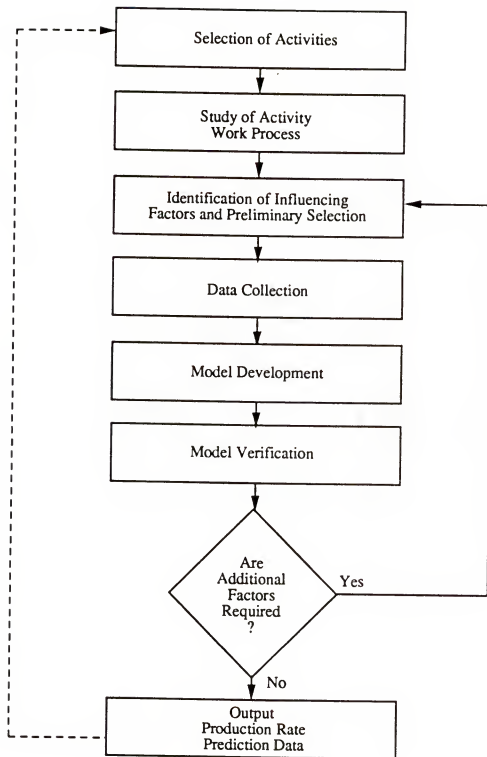 Selection of Activities
Study of Activity
Work Process
Identification of Influencing
Factors and Preliminary Selection
Data Collection
Model Development
Model Verification
Are
Additional
Factors
Required
?
Yes
No
Output
Production Rate
Prediction Data